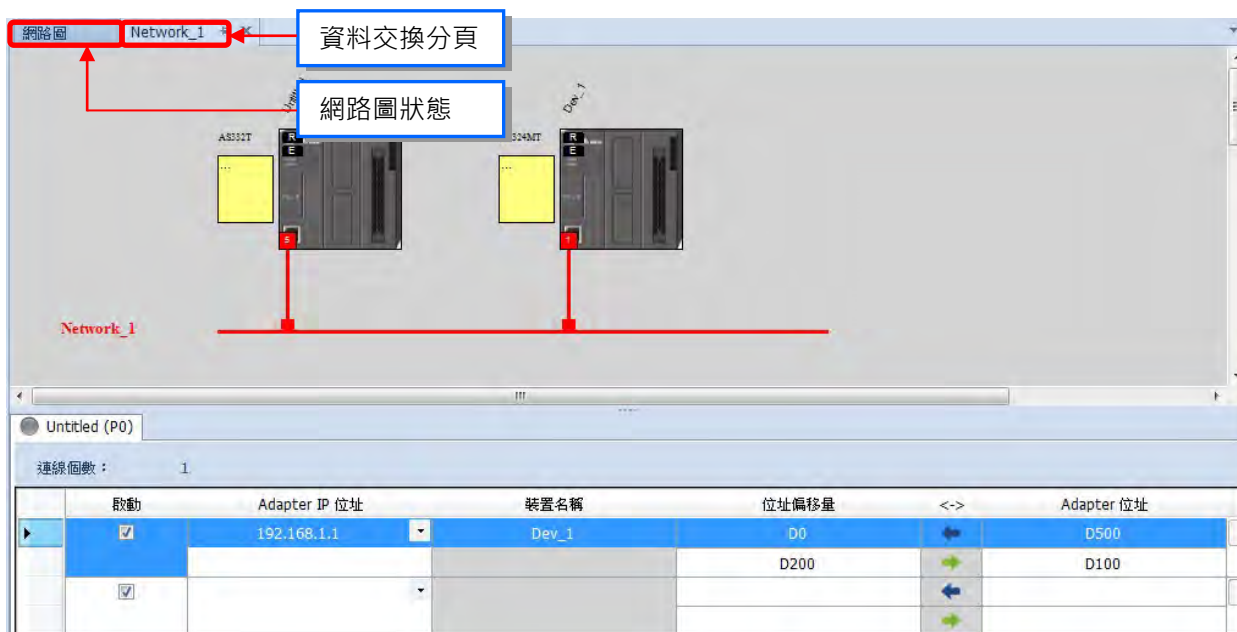 網路圖
Network_1
資料交換分頁
網路圖狀態
Dev_1
AS332T
324MT
R
E
R
E
...
...
5
1
Network_1
Untitled (P0)
連線個數： 1
啟動 Adapter IP 位址 裝置名稱 位址偏移量 <-> Adapter 位址
192.168.1.1 Dev_1 D0 D500
D200 D100